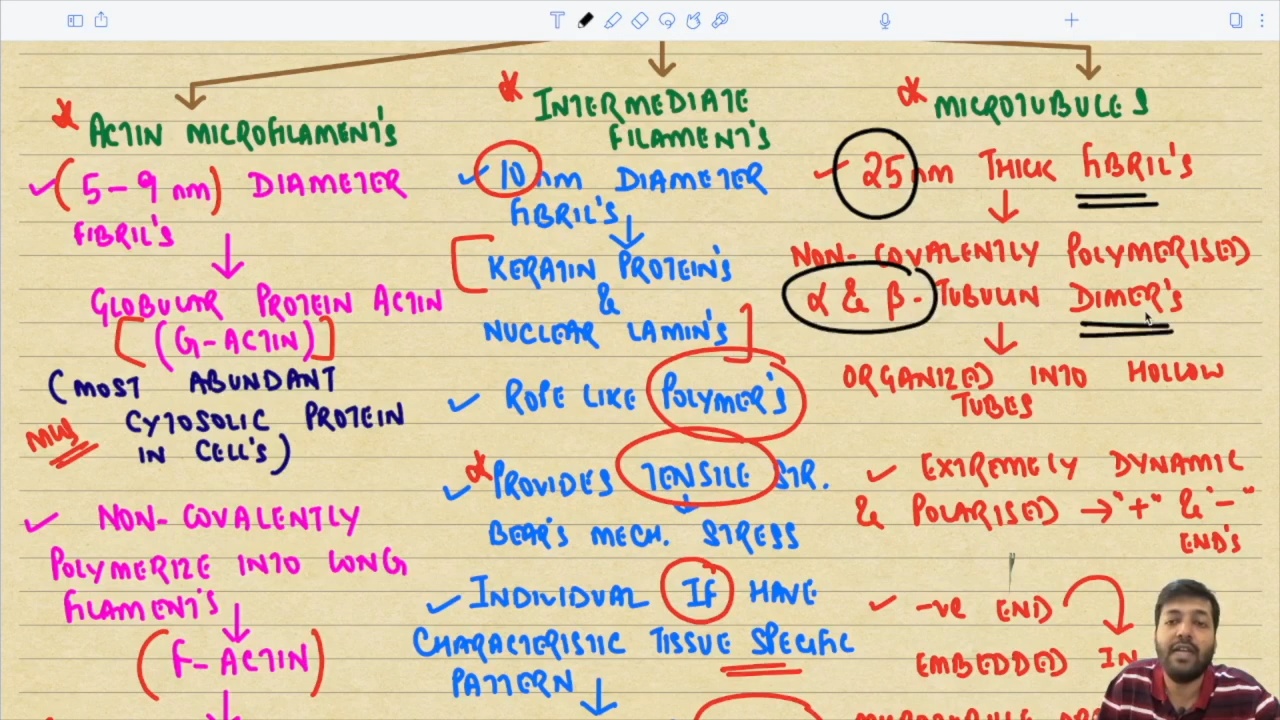 ACTIN MICROFILAMENT'S
(5-9 nm) DIAMETER
FIBRIL'S
GLOBULAR PROTEIN ACTIN
[(G-ACTIN)]
(MOST ABUNDANT
CYTOSOLIC PROTEIN
IN CELL'S)
NON-COVALENTLY
POLYMERIZE INTO LONG
FILAMENT'S
(F-ACTIN)
INTERMEDIATE
FILAMENT'S
10 nm DIAMETER
FIBRIL'S
KERATIN PROTEIN'S
&
NUCLEAR LAMIN'S
ROPE LIKE POLYMER'S
PROVIDES TENSILE STR.
BEAR'S MECH. STRESS
INDIVIDUAL IF HAVE
CHARACTERISTIC TISSUE SPECIFIC
PATTERN
MICROTUBULES
25 nm THICK FIBRIL'S
NON-COVALENTLY POLYMERISED
α & β-TUBULIN DIMER'S
ORGANIZED INTO HOLLOW
TUBES
EXTREMELY DYNAMIC
& POLARISED → "+" & "-"
END'S
-VE END
EMBEDDED IN